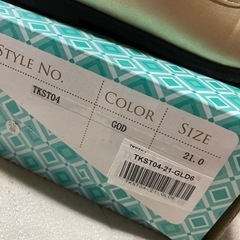 STYLE NO. COLOR SIZE
TKST04 GOD 21.0
TKST04-21-GLD6